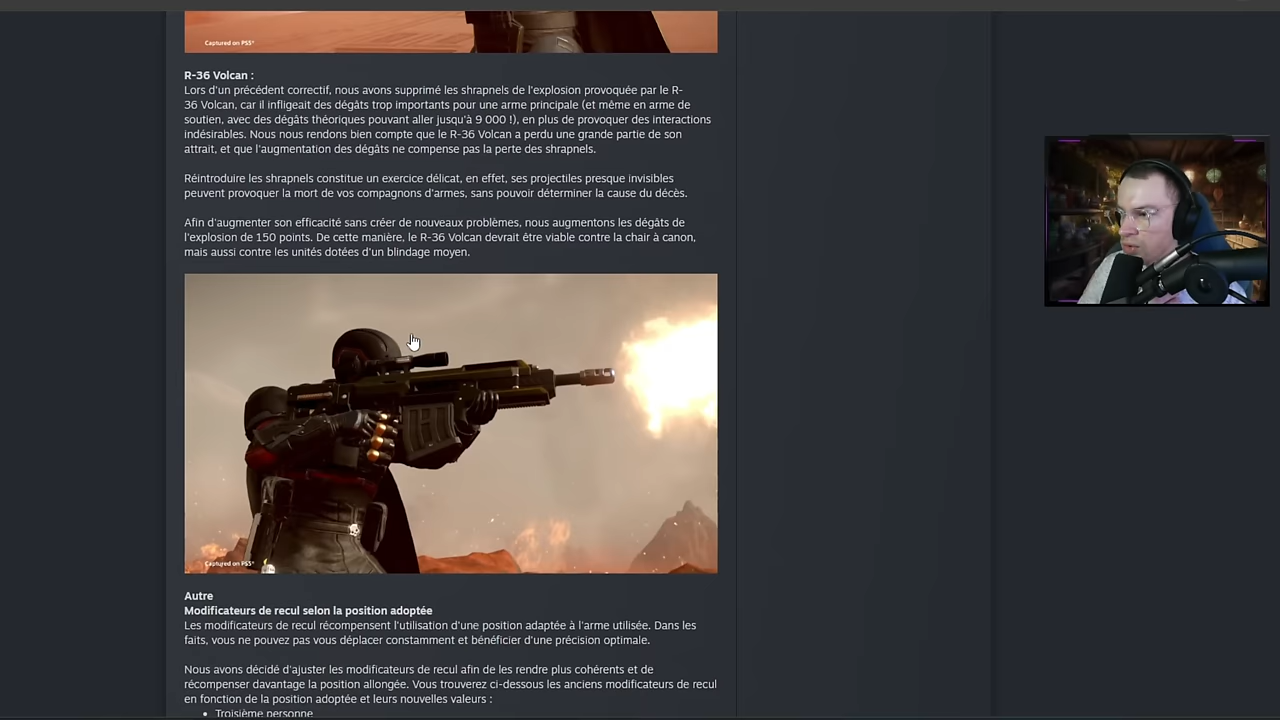 Captured on PS5®
R-36 Volcan :
Lors d'un précédent correctif, nous avons supprimé les shrapnels de l'explosion provoquée par le R-
36 Volcan, car il infligeait des dégâts trop importants pour une arme principale (et même en arme de
soutien, avec des dégâts théoriques pouvant aller jusqu'à 9 000 !), en plus de provoquer des interactions
indésirables. Nous nous rendons bien compte que le R-36 Volcan a perdu une grande partie de son
attrait, et que l'augmentation des dégâts ne compense pas la perte des shrapnels.
Réintroduire les shrapnels constitue un exercice délicat, en effet, ses projectiles presque invisibles
peuvent provoquer la mort de vos compagnons d'armes, sans pouvoir déterminer la cause du décès.
Afin d'augmenter son efficacité sans créer de nouveaux problèmes, nous augmentons les dégâts de
l'explosion de 150 points. De cette manière, le R-36 Volcan devrait être viable contre la chair à canon,
mais aussi contre les unités dotées d'un blindage moyen.
Captured on PS5®
Autre
Modificateurs de recul selon la position adoptée
Les modificateurs de recul récompensent l'utilisation d'une position adaptée à l'arme utilisée. Dans les
faits, vous ne pouvez pas vous déplacer constamment et bénéficier d'une précision optimale.
Nous avons décidé d'ajuster les modificateurs de recul afin de les rendre plus cohérents et de
récompenser davantage la position allongée. Vous trouverez ci-dessous les anciens modificateurs de recul
en fonction de la position adoptée et leurs nouvelles valeurs :
• Troisième personne